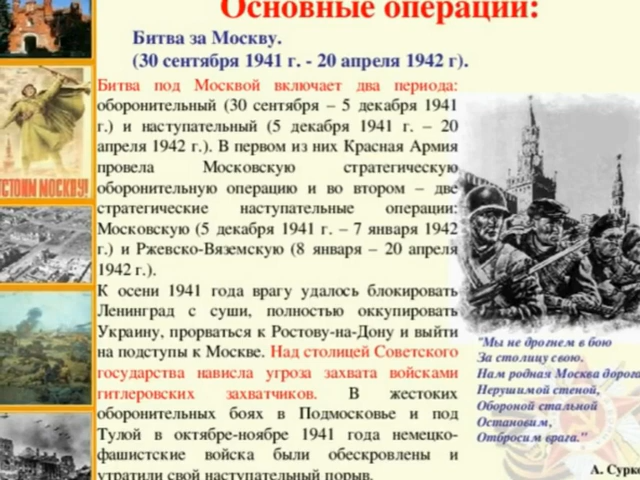 Основные операции:
Битва за Москву.
(30 сентября 1941 г. - 20 апреля 1942 г).
Битва под Москвой включает два периода:
оборонительный (30 сентября – 5 декабря 1941
г.) и наступательный (5 декабря 1941 г. – 20
апреля 1942 г.). В первом из них Красная Армия
провела Московскую стратегическую
оборонительную операцию и во втором – две
стратегические наступательные операции:
Московскую (5 декабря 1941 г. – 7 января 1942
г.) и Ржевско-Вяземскую (8 января – 20 апреля
1942 г.).
К осени 1941 года врагу удалось блокировать
Ленинград с суши, полностью оккупировать
Украину, прорваться к Ростову-на-Дону и выйти
на подступы к Москве. Над столицей Советского
государства нависла угроза захвата войсками
гитлеровских захватчиков. В жестоких
оборонительных боях в Подмосковье и под
Тулой в октябре-ноябре 1941 года немецко-
фашистские войска были обескровлены и
утратили свой наступательный порыв.
ОТСТОИМ МОСКВУ!
"Мы не дрогнем в бою
За столицу свою.
Нам родная Москва дорога
Нерушимой стеной,
Обороной стальной
Остановим,
Отбросим врага."
А. Сурко